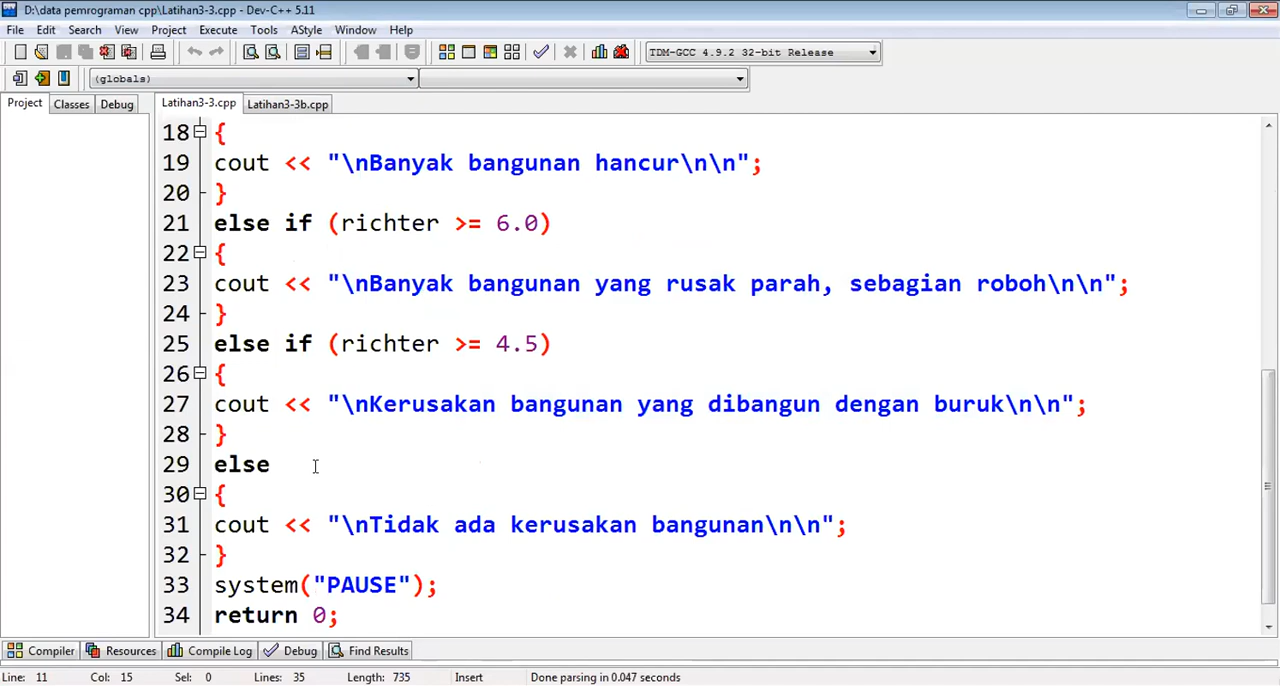 D:\data pemrograman cpp\Latihan3-3.cpp - Dev-C++ 5.11
File Edit Search View Project Execute Tools AStyle Window Help
TDM-GCC 4.9.2 32-bit Release
(globals)
Project Classes Debug Latihan3-3.cpp Latihan3-3b.cpp
18 {
19 cout << "\nBanyak bangunan hancur\n\n";
20 }
21 else if (richter >= 6.0)
22 {
23 cout << "\nBanyak bangunan yang rusak parah, sebagian roboh\n\n";
24 }
25 else if (richter >= 4.5)
26 {
27 cout << "\nKerusakan bangunan yang dibangun dengan buruk\n\n";
28 }
29 else
30 {
31 cout << "\nTidak ada kerusakan bangunan\n\n";
32 }
33 system("PAUSE");
34 return 0;
Compiler Resources Compile Log Debug Find Results
Line: 11 Col: 15 Sel: 0 Lines: 35 Length: 735 Insert Done parsing in 0.047 seconds